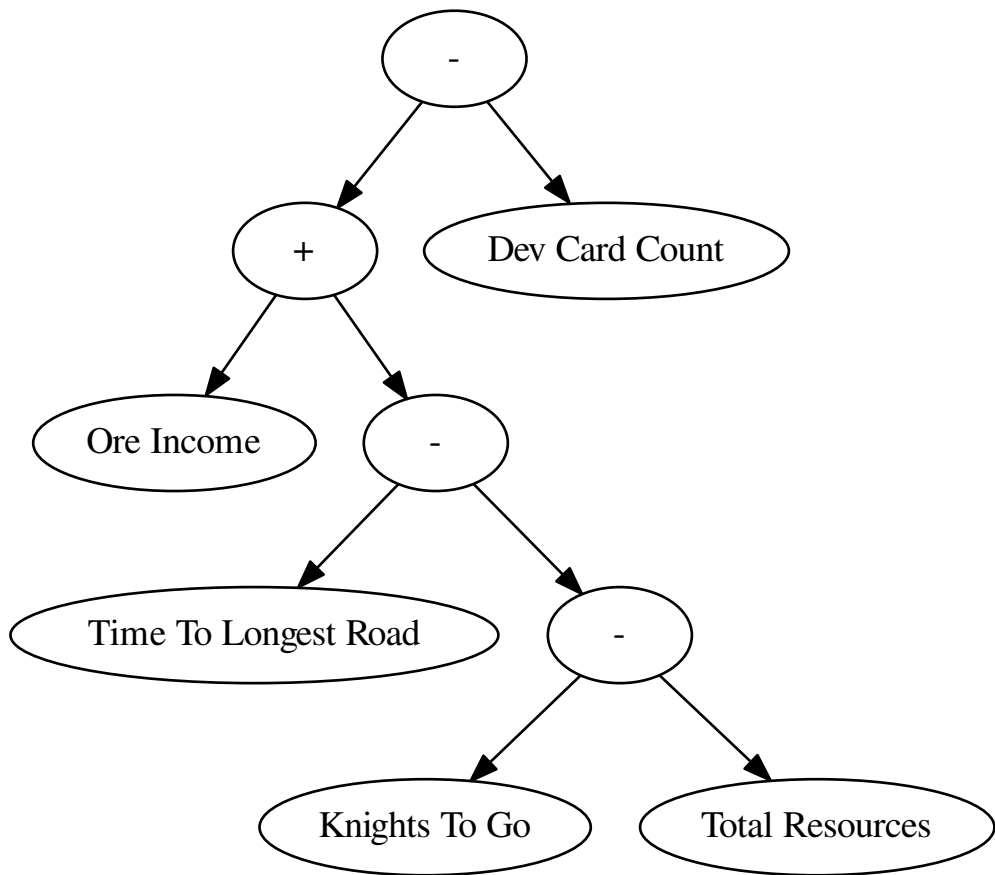 -
+
Dev Card Count
Ore Income
-
Time To Longest Road
-
Knights To Go
Total Resources